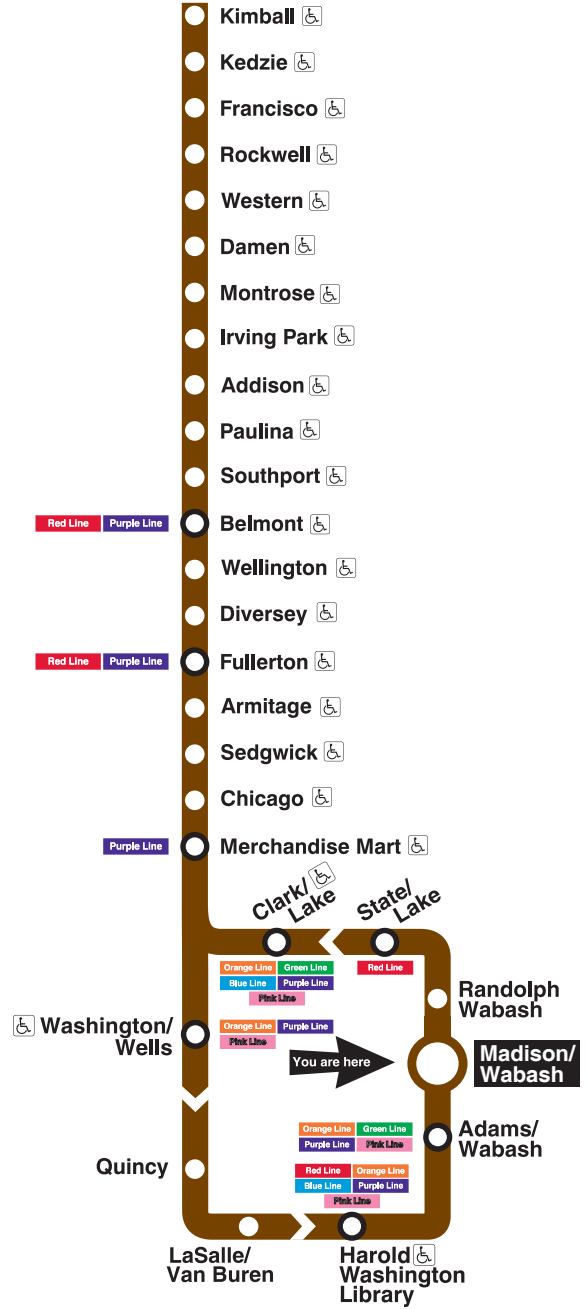 Kimball
Kedzie
Francisco
Rockwell
Western
Damen
Montrose
Irving Park
Addison
Paulina
Southport
Red Line Purple Line Belmont
Wellington
Diversey
Red Line Purple Line Fullerton
Armitage
Sedgwick
Chicago
Purple Line Merchandise Mart
Clark/
Lake
State/
Lake
Orange Line Green Line
Blue Line Purple Line
Pink Line
Red Line
Randolph
Wabash
Washington/
Wells
Orange Line Purple Line
Pink Line
You are here
Madison/
Wabash
Orange Line Green Line
Purple Line Pink Line
Adams/
Wabash
Quincy
Red Line Orange Line
Blue Line Purple Line
Pink Line
LaSalle/
Van Buren
Harold
Washington
Library